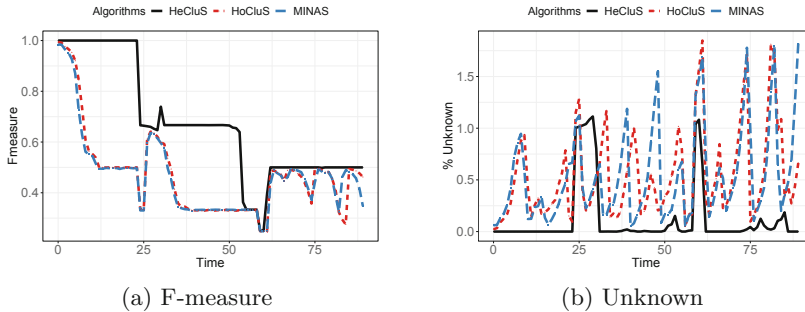 Algorithms HeCluS HoCluS MINAS
Fmeasure
1.0
0.8
0.6
0.4
0 25 50 75
Time
(a) F-measure
Algorithms HeCluS HoCluS MINAS
% Unknown
1.5
1.0
0.5
0.0
0 25 50 75
Time
(b) Unknown